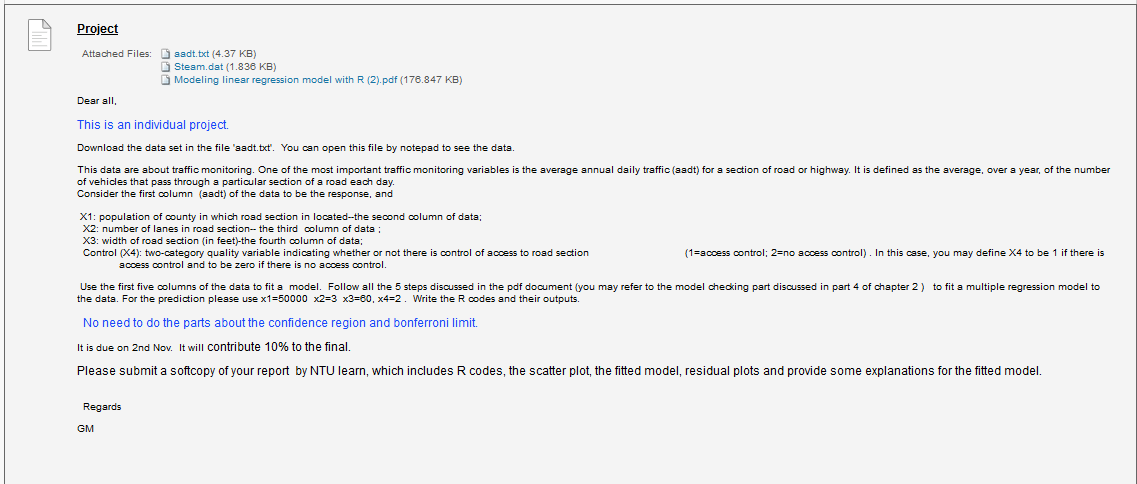 Project
Attached Files: aadt.txt (4.37 KB)
Steam.dat (1.836 KB)
Modeling linear regression model with R (2).pdf (176.847 KB)
Dear all,
This is an individual project.
Download the data set in the file 'aadt.txt'. You can open this file by notepad to see the data.
This data are about traffic monitoring. One of the most important traffic monitoring variables is the average annual daily traffic (aadt) for a section of road or highway. It is defined as the average, over a year, of the number
of vehicles that pass through a particular section of a road each day.
Consider the first column (aadt) of the data to be the response, and
X1: population of county in which road section in located--the second column of data;
X2: number of lanes in road section-- the third column of data ;
X3: width of road section (in feet)-the fourth column of data;
Control (X4): two-category quality variable indicating whether or not there is control of access to road section (1=access control; 2=no access control) . In this case, you may define X4 to be 1 if there is
access control and to be zero if there is no access control.
Use the first five columns of the data to fit a model. Follow all the 5 steps discussed in the pdf document (you may refer to the model checking part discussed in part 4 of chapter 2 ) to fit a multiple regression model to
the data. For the prediction please use x1=50000 x2=3 x3=60, x4=2 . Write the R codes and their outputs.
No need to do the parts about the confidence region and bonferroni limit.
It is due on 2nd Nov. It will contribute 10% to the final.
Please submit a softcopy of your report by NTU learn, which includes R codes, the scatter plot, the fitted model, residual plots and provide some explanations for the fitted model.
Regards
GM